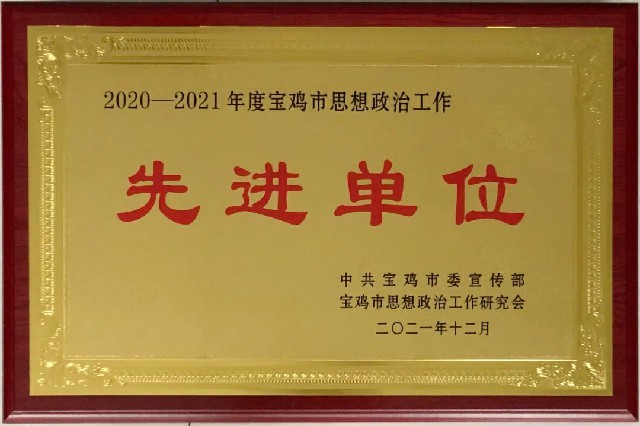 2020—2021年度宝鸡市思想政治工作
先进单位
中共宝鸡市委宣传部
宝鸡市思想政治工作研究会
二〇二一年十二月